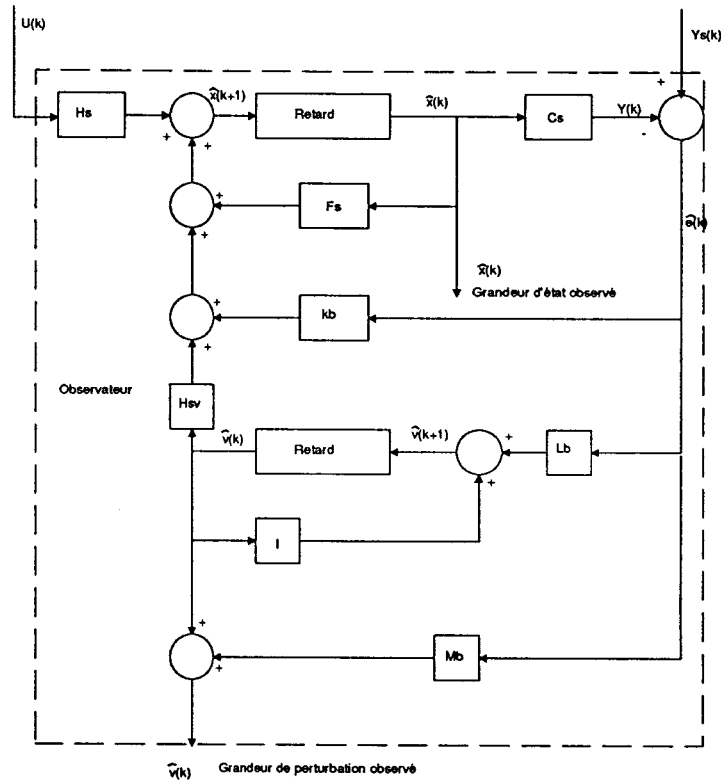 U(k)
Ys(k)
+
Hs
x̂(k+1)
Retard
x̂(k)
Cs
Y(k)
+
+
-
+
Fs
+
ê(k)
x̂(k)
Grandeur d'état observé
+
kb
+
Observateur
Hsv
v̂(k)
Retard
v̂(k+1)
+
Lb
+
I
+
Mb
+
v̂(k)
Grandeur de perturbation observé